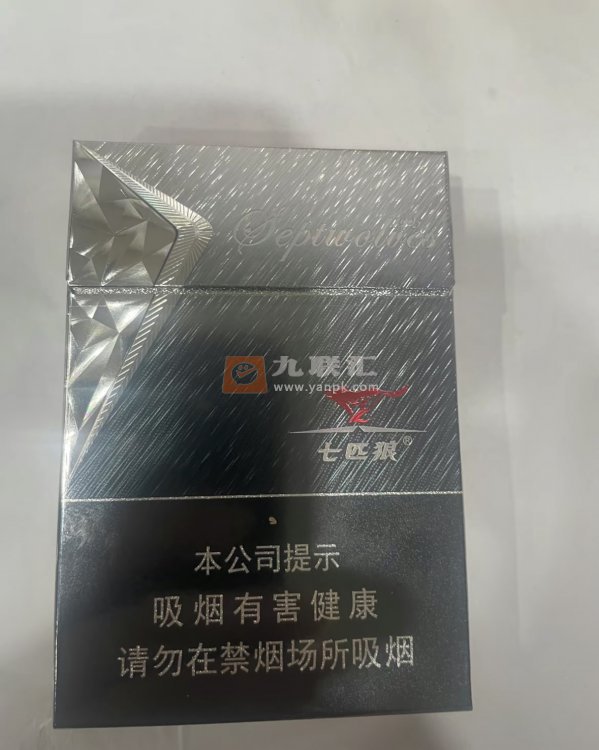 Septwolves
九联汇
www.yanpk.com
七匹狼®
本公司提示
吸烟有害健康
请勿在禁烟场所吸烟